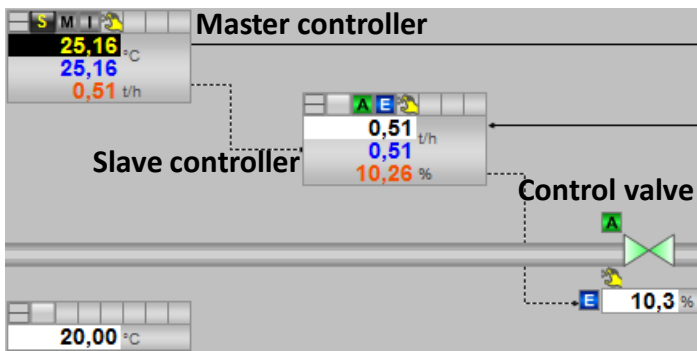 S M I Master controller
25,16 °C
25,16
0,51 t/h
A E
0,51 t/h
0,51
Slave controller
10,26 %
Control valve
A
E 10,3 %
20,00 °C